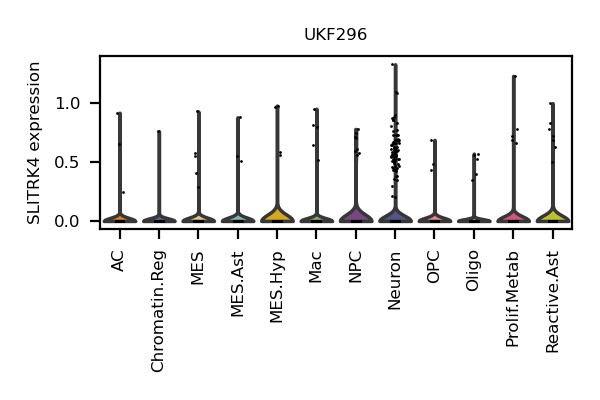 UKF296
SLITRK4 expression
1.0
0.5
0.0
AC
Chromatin.Reg
MES
MES.Ast
MES.Hyp
Mac
NPC
Neuron
OPC
Oligo
Prolif.Metab
Reactive.Ast